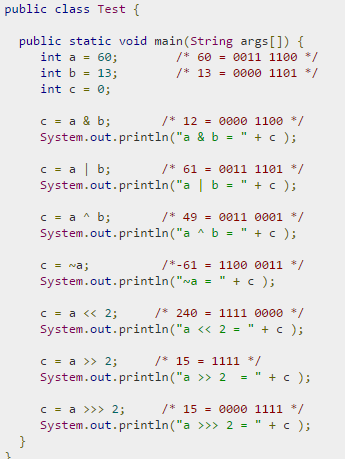 public class Test {
public static void main(String args[]) {
int a = 60; /* 60 = 0011 1100 */
int b = 13; /* 13 = 0000 1101 */
int c = 0;
c = a & b; /* 12 = 0000 1100 */
System.out.println("a & b = " + c );
c = a | b; /* 61 = 0011 1101 */
System.out.println("a | b = " + c );
c = a ^ b; /* 49 = 0011 0001 */
System.out.println("a ^ b = " + c );
c = ~a; /*-61 = 1100 0011 */
System.out.println("~a = " + c );
c = a << 2; /* 240 = 1111 0000 */
System.out.println("a << 2 = " + c );
c = a >> 2; /* 15 = 1111 */
System.out.println("a >> 2  = " + c );
c = a >>> 2; /* 15 = 0000 1111 */
System.out.println("a >>> 2 = " + c );
}
}